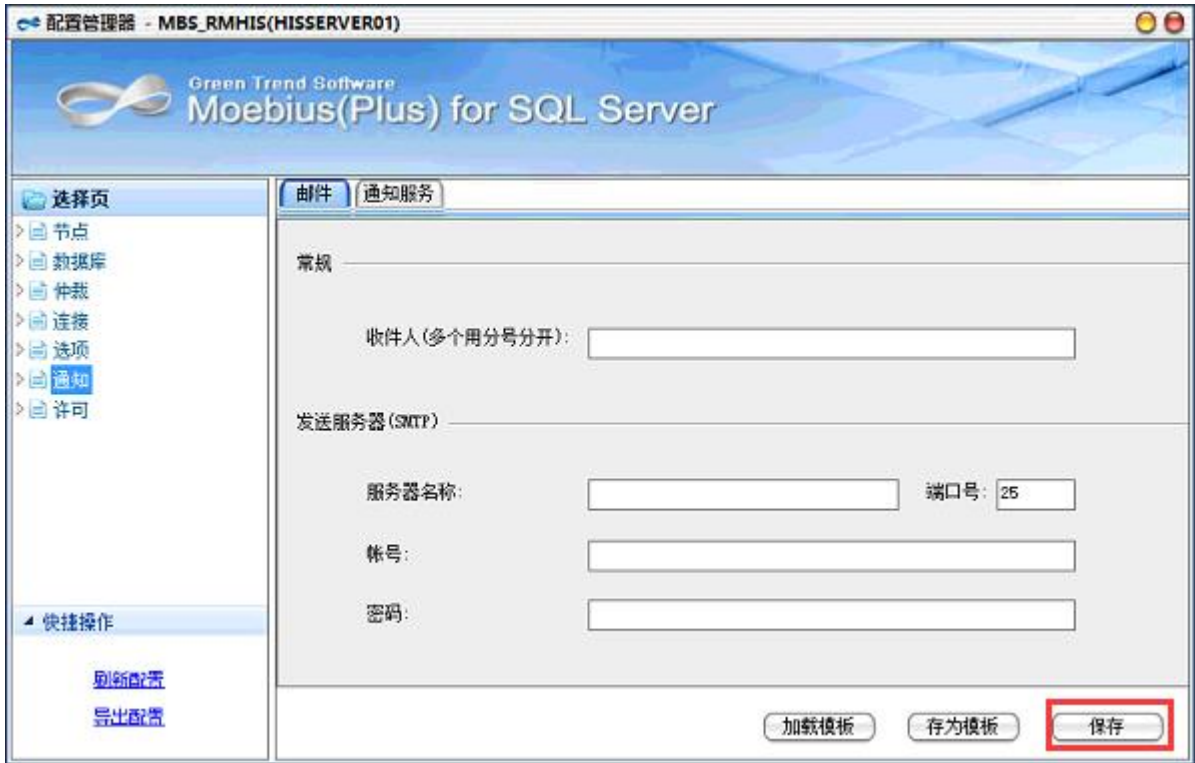 配置管理器 - MBS_RMHIS(HISSERVER01)
Green Trend Software
Moebius(Plus) for SQL Server
选择页
节点
数据库
仲裁
连接
选项
通知
许可
快捷操作
刷新配置
导出配置
邮件 通知服务
常规
收件人(多个用分号分开):
发送服务器(SMTP)
服务器名称: 端口号: 25
帐号:
密码:
加载模板 存为模板 保存